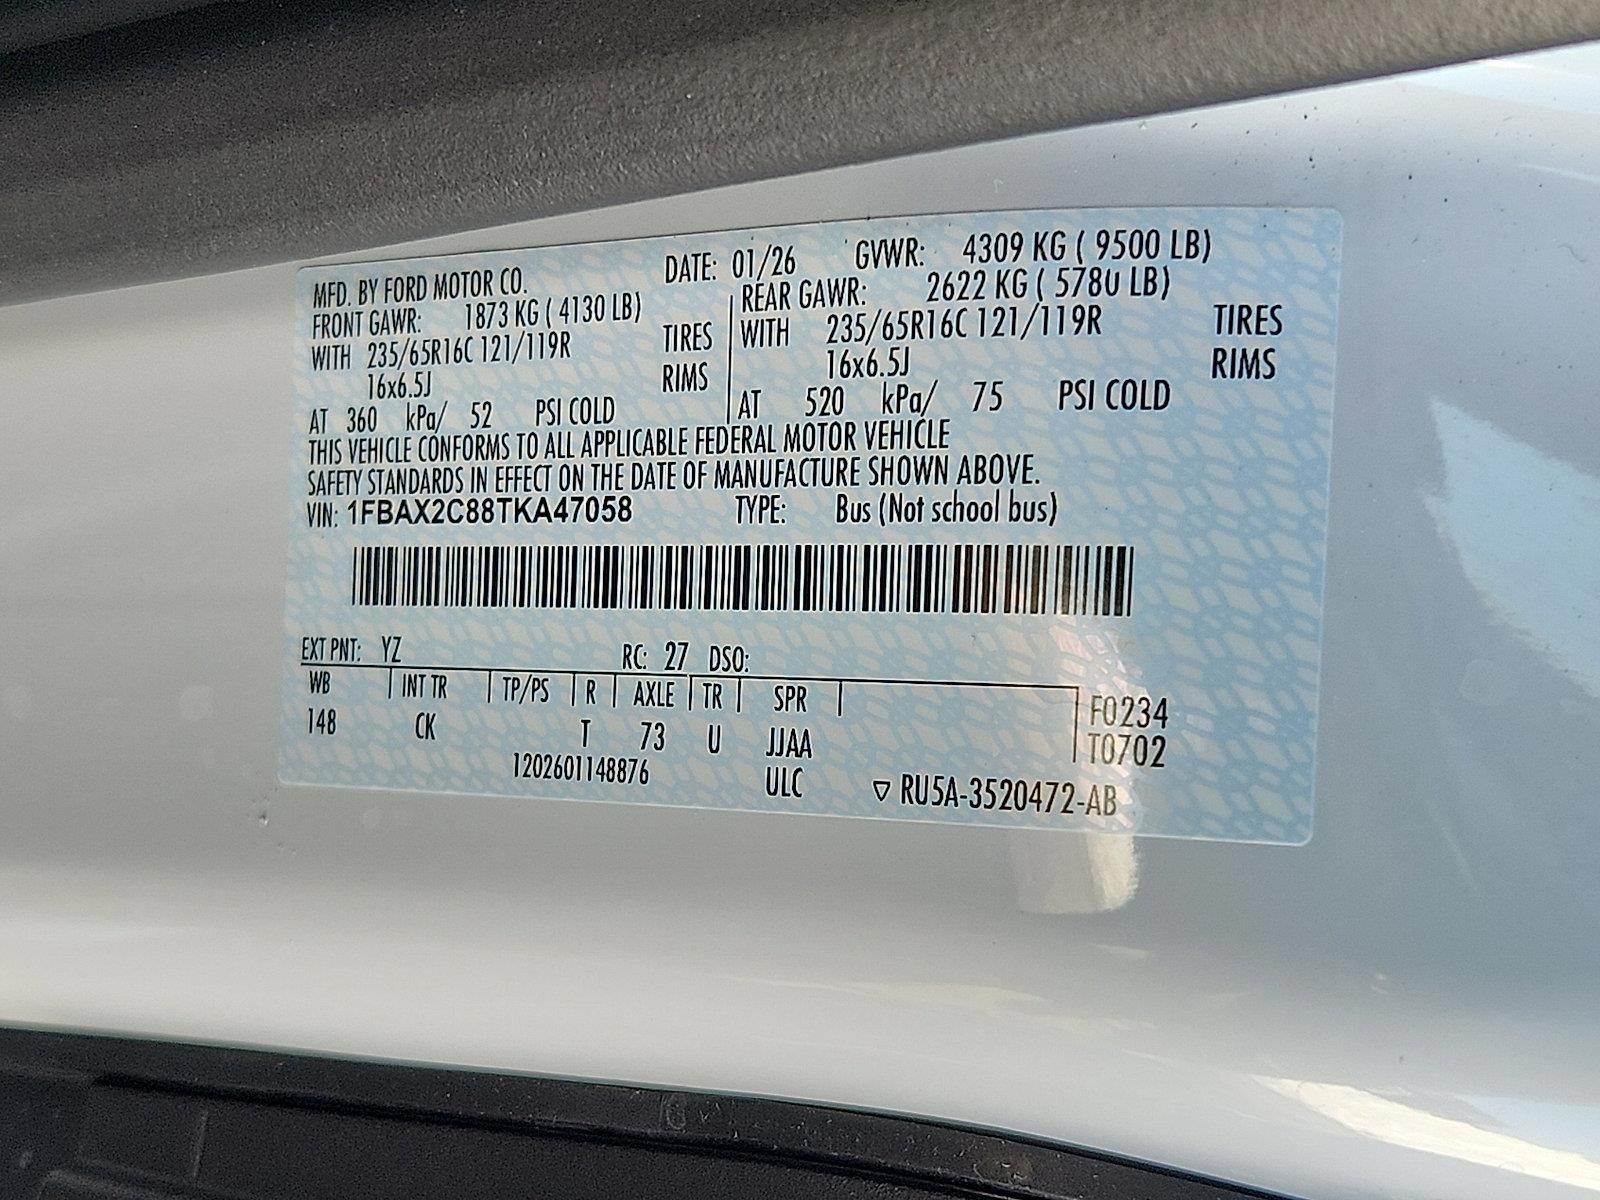 MFD. BY FORD MOTOR CO. DATE: 01/26 GVWR: 4309 KG ( 9500 LB)
FRONT GAWR: 1873 KG ( 4130 LB) REAR GAWR: 2622 KG ( 5780 LB)
WITH 235/65R16C 121/119R TIRES WITH 235/65R16C 121/119R TIRES
16x6.5J RIMS 16x6.5J RIMS
AT 360 kPa/ 52 PSI COLD AT 520 kPa/ 75 PSI COLD
THIS VEHICLE CONFORMS TO ALL APPLICABLE FEDERAL MOTOR VEHICLE
SAFETY STANDARDS IN EFFECT ON THE DATE OF MANUFACTURE SHOWN ABOVE.
VIN: 1FBAX2C88TKA47058 TYPE: Bus (Not school bus)
EXT PNT: YZ RC: 27 DSO:
WB INT TR TP/PS R AXLE TR SPR F0234
148 CK T 73 U JJAA T0702
1202601148876 ULC ▽ RU5A-3520472-AB